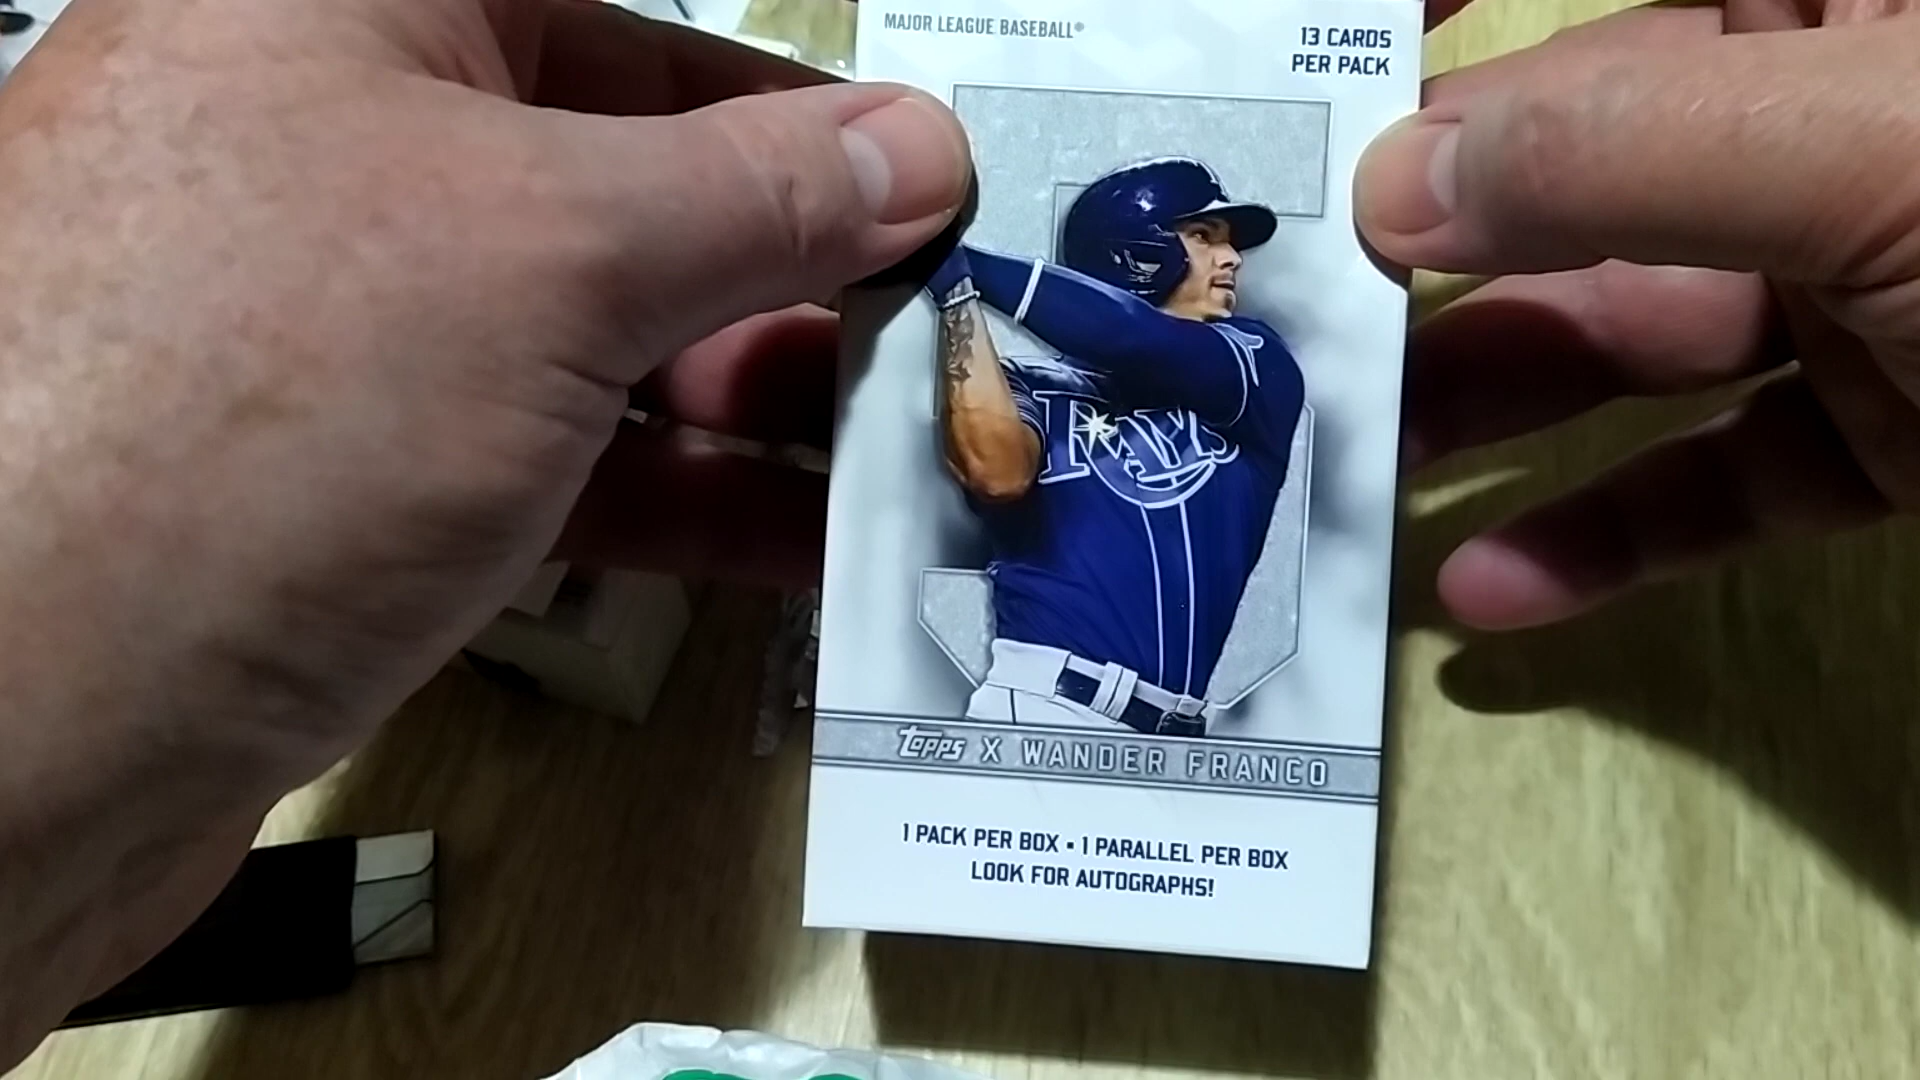 MAJOR LEAGUE BASEBALL®
13 CARDS
PER PACK
RAYS
topps X WANDER FRANCO
1 PACK PER BOX ▪ 1 PARALLEL PER BOX
LOOK FOR AUTOGRAPHS!